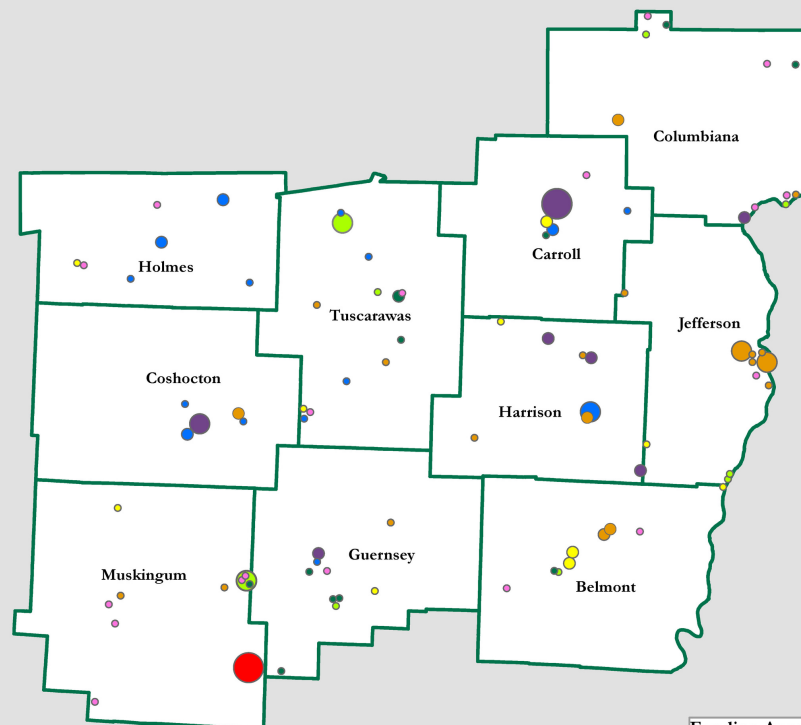 Columbiana
Carroll
Holmes
Tuscarawas
Jefferson
Coshocton
Harrison
Guernsey
Muskingum
Belmont